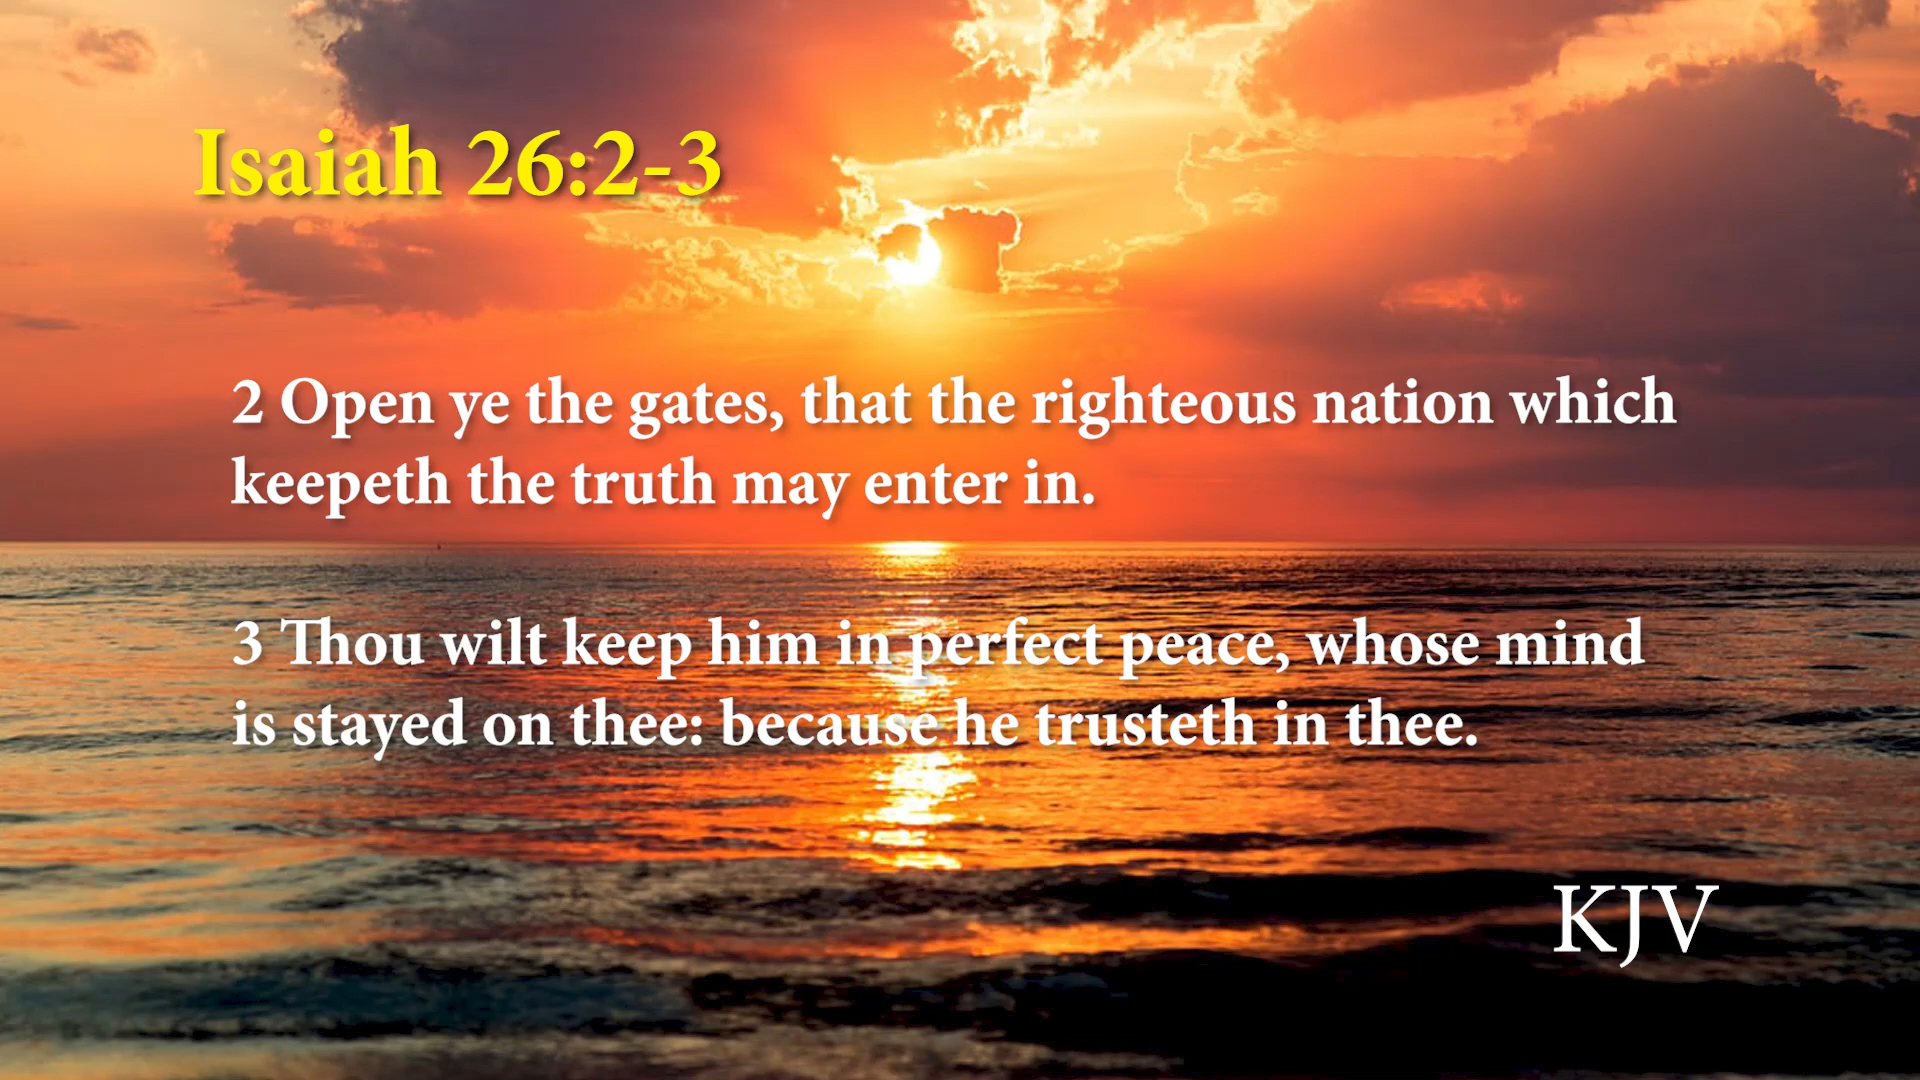 Isaiah 26:2-3
2 Open ye the gates, that the righteous nation which
keepeth the truth may enter in.
3 Thou wilt keep him in perfect peace, whose mind
is stayed on thee: because he trusteth in thee.
KJV